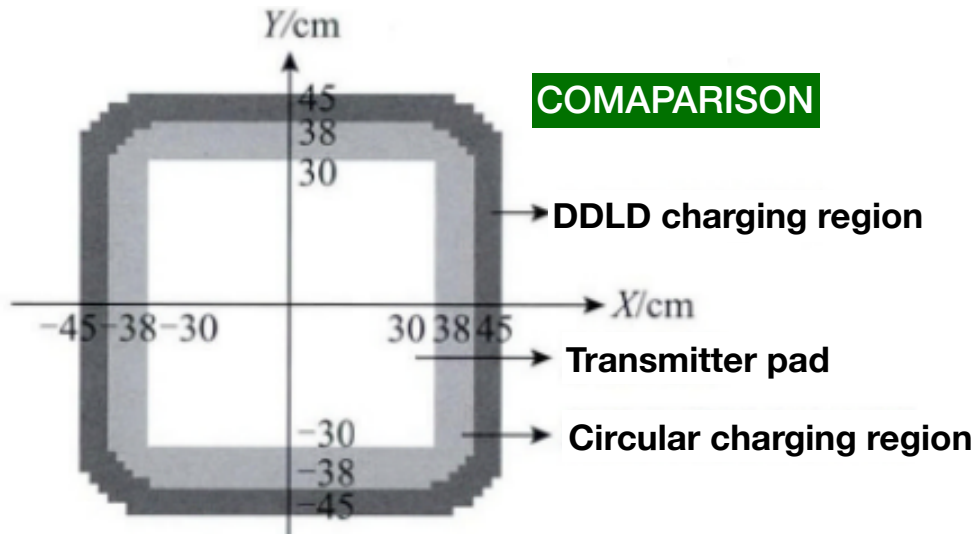 Y/cm
COMAPARISON
45
38
30
DDLD charging region
X/cm
−45 −38 −30 30 38 45
Transmitter pad
−30
Circular charging region
−38
−45